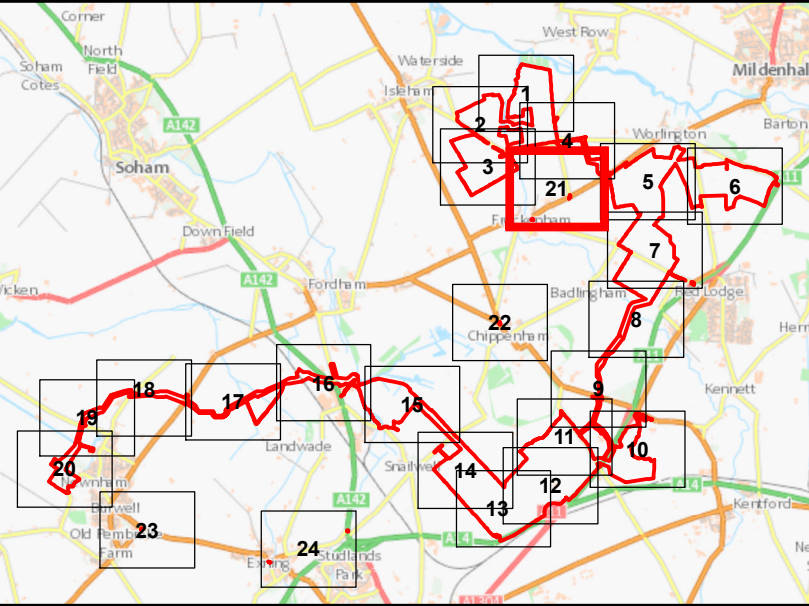 Corner
North
Field
Soham
Cotes
Waterside
West Row
Isleham
Mildenhal
A142
Soham
Worlington
Barton
1
2
3
4
5
6
A11
21
Freckenham
Down Field
7
A142
Fordham
Badlingham
Red Lodge
Wicken
22
Chippenham
8
A11
9
Kennett
16
18
17
15
19
11
10
Landwade
Snailwell
14
12
A14
20
13
A11
Newnham
Burwell
A142
Kentford
Old Pembroke
Farm
23
24
A14
Exning
Studlands
Park
A1304